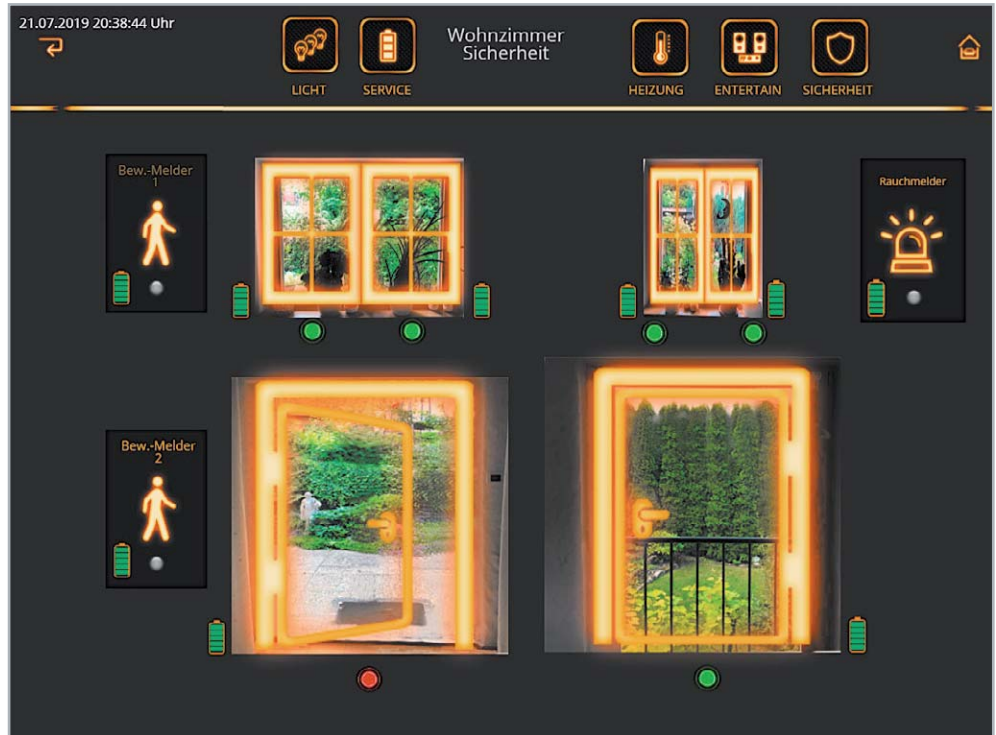 21.07.2019 20:38:44 Uhr
Wohnzimmer
Sicherheit
LICHT
SERVICE
HEIZUNG
ENTERTAIN
SICHERHEIT
Bew.-Melder
1
Rauchmelder
Bew.-Melder
2